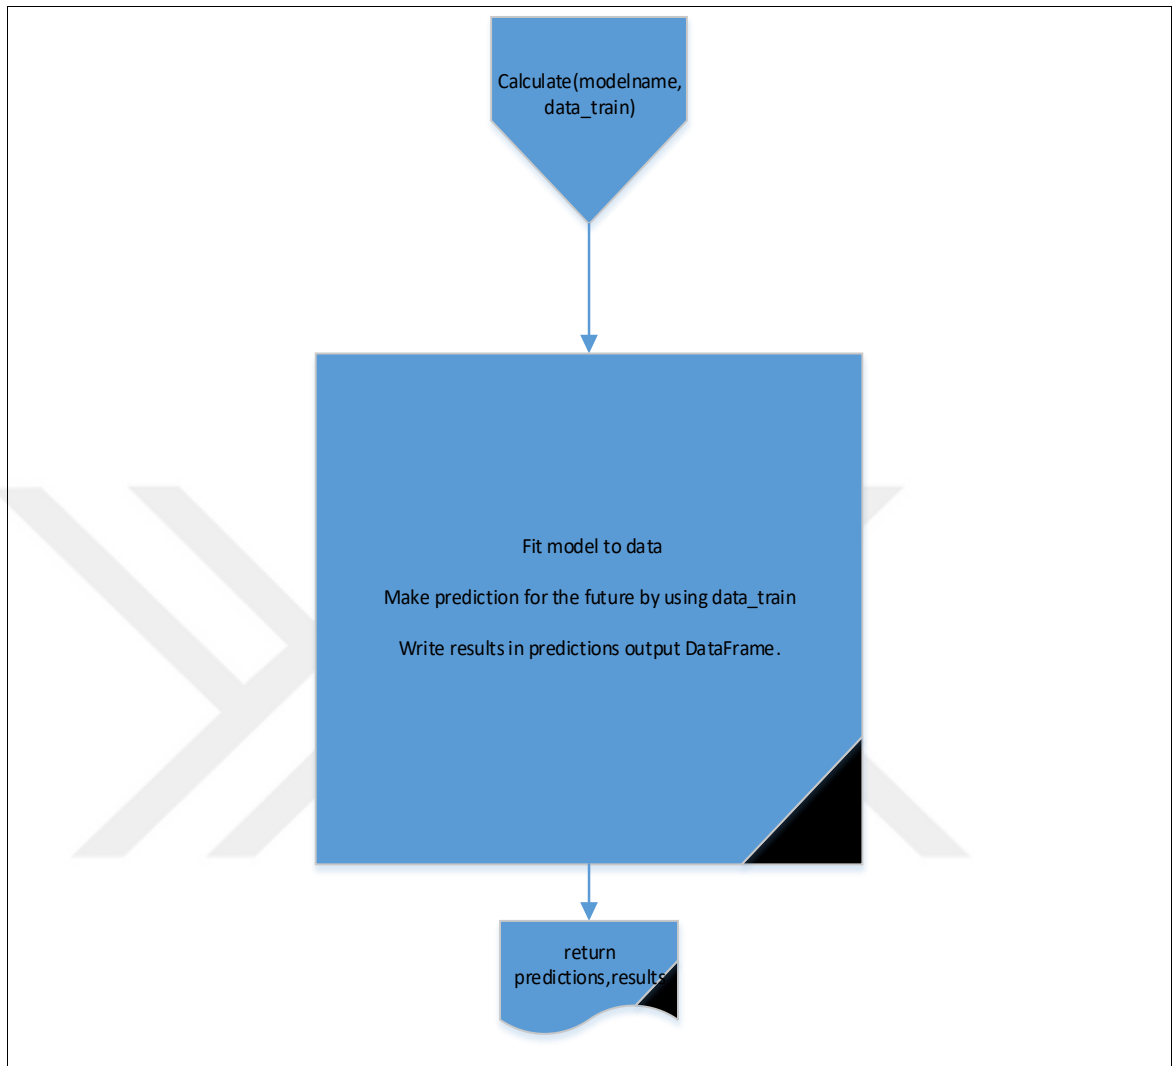 Calculate(modelname,
data_train)
Fit model to data
Make prediction for the future by using data_train
Write results in predictions output DataFrame.
return
predictions,results